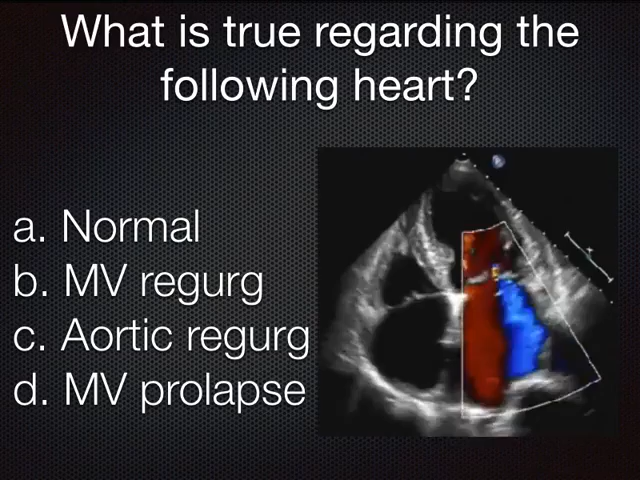 What is true regarding the
following heart?
a. Normal
b. MV regurg
c. Aortic regurg
d. MV prolapse